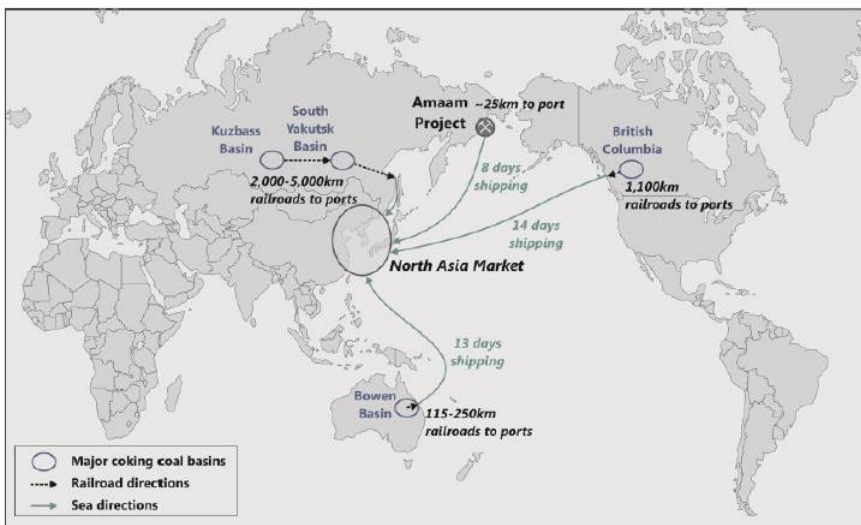 Amaam
Project
~25km to port
South
Yakutsk
Basin
Kuzbass
Basin
British
Columbia
2,000-5,000km
railroads to ports
8 days
shipping
1,100km
railroads to ports
14 days
shipping
North Asia Market
13 days
shipping
Bowen
Basin
115-250km
railroads to ports
Major coking coal basins
Railroad directions
Sea directions